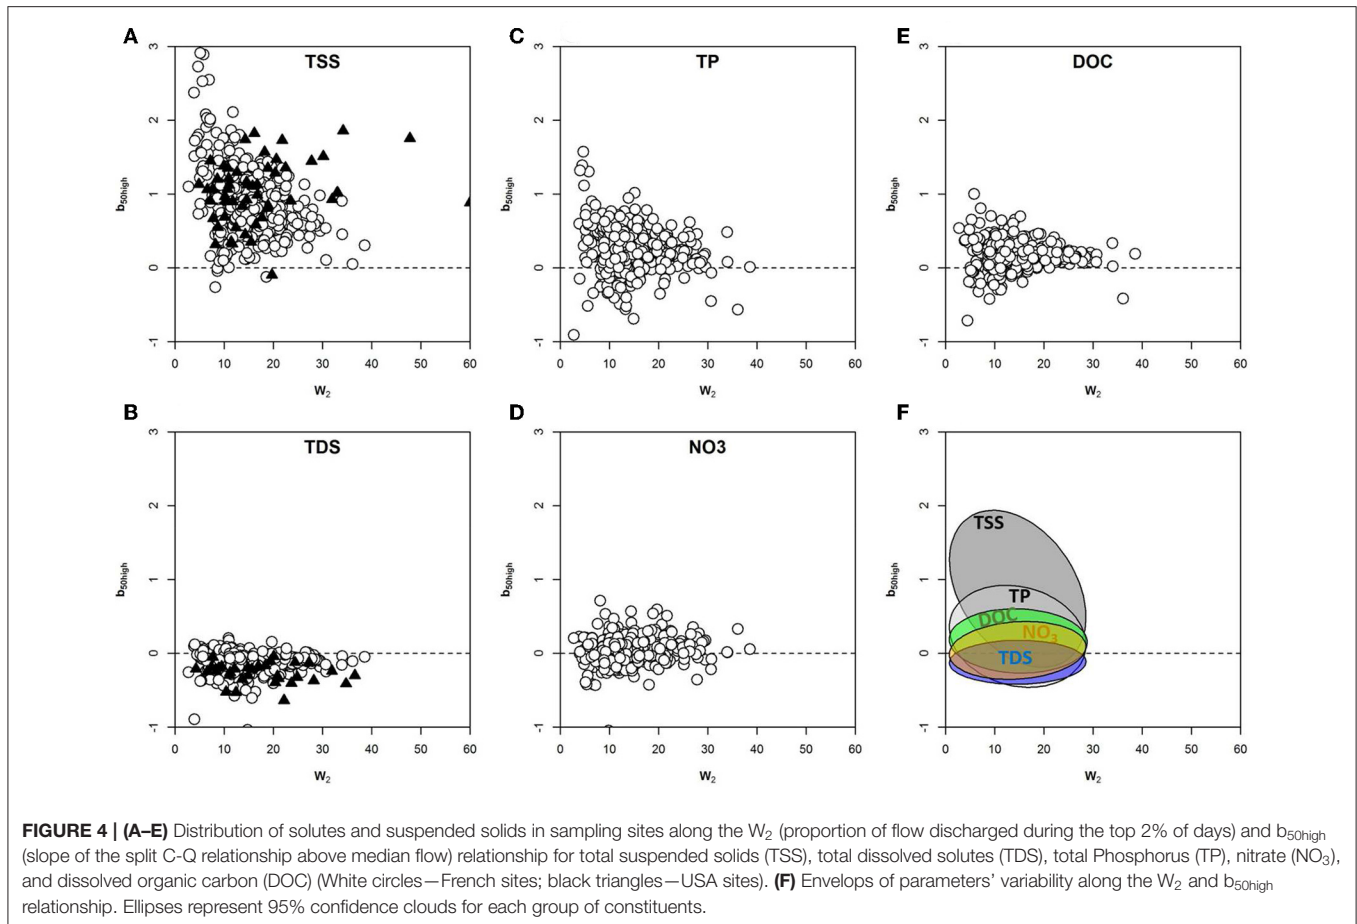 A
TSS
3
2
1
0
-1
b50high
0 10 20 30 40 50 60
W2
C
TP
3
2
1
0
-1
b50high
0 10 20 30 40 50 60
W2
E
DOC
3
2
1
0
-1
b50high
0 10 20 30 40 50 60
W2
B
TDS
3
2
1
0
-1
b50high
0 10 20 30 40 50 60
W2
D
NO3
3
2
1
0
-1
b50high
0 10 20 30 40 50 60
W2
F
3
2
1
0
-1
b50high
TSS
TP
DOC
NO3
TDS
0 10 20 30 40 50 60
W2
FIGURE 4 | (A–E) Distribution of solutes and suspended solids in sampling sites along the W2 (proportion of flow discharged during the top 2% of days) and b50high
(slope of the split C-Q relationship above median flow) relationship for total suspended solids (TSS), total dissolved solutes (TDS), total Phosphorus (TP), nitrate (NO3),
and dissolved organic carbon (DOC) (White circles—French sites; black triangles—USA sites). (F) Envelops of parameters' variability along the W2 and b50high
relationship. Ellipses represent 95% confidence clouds for each group of constituents.